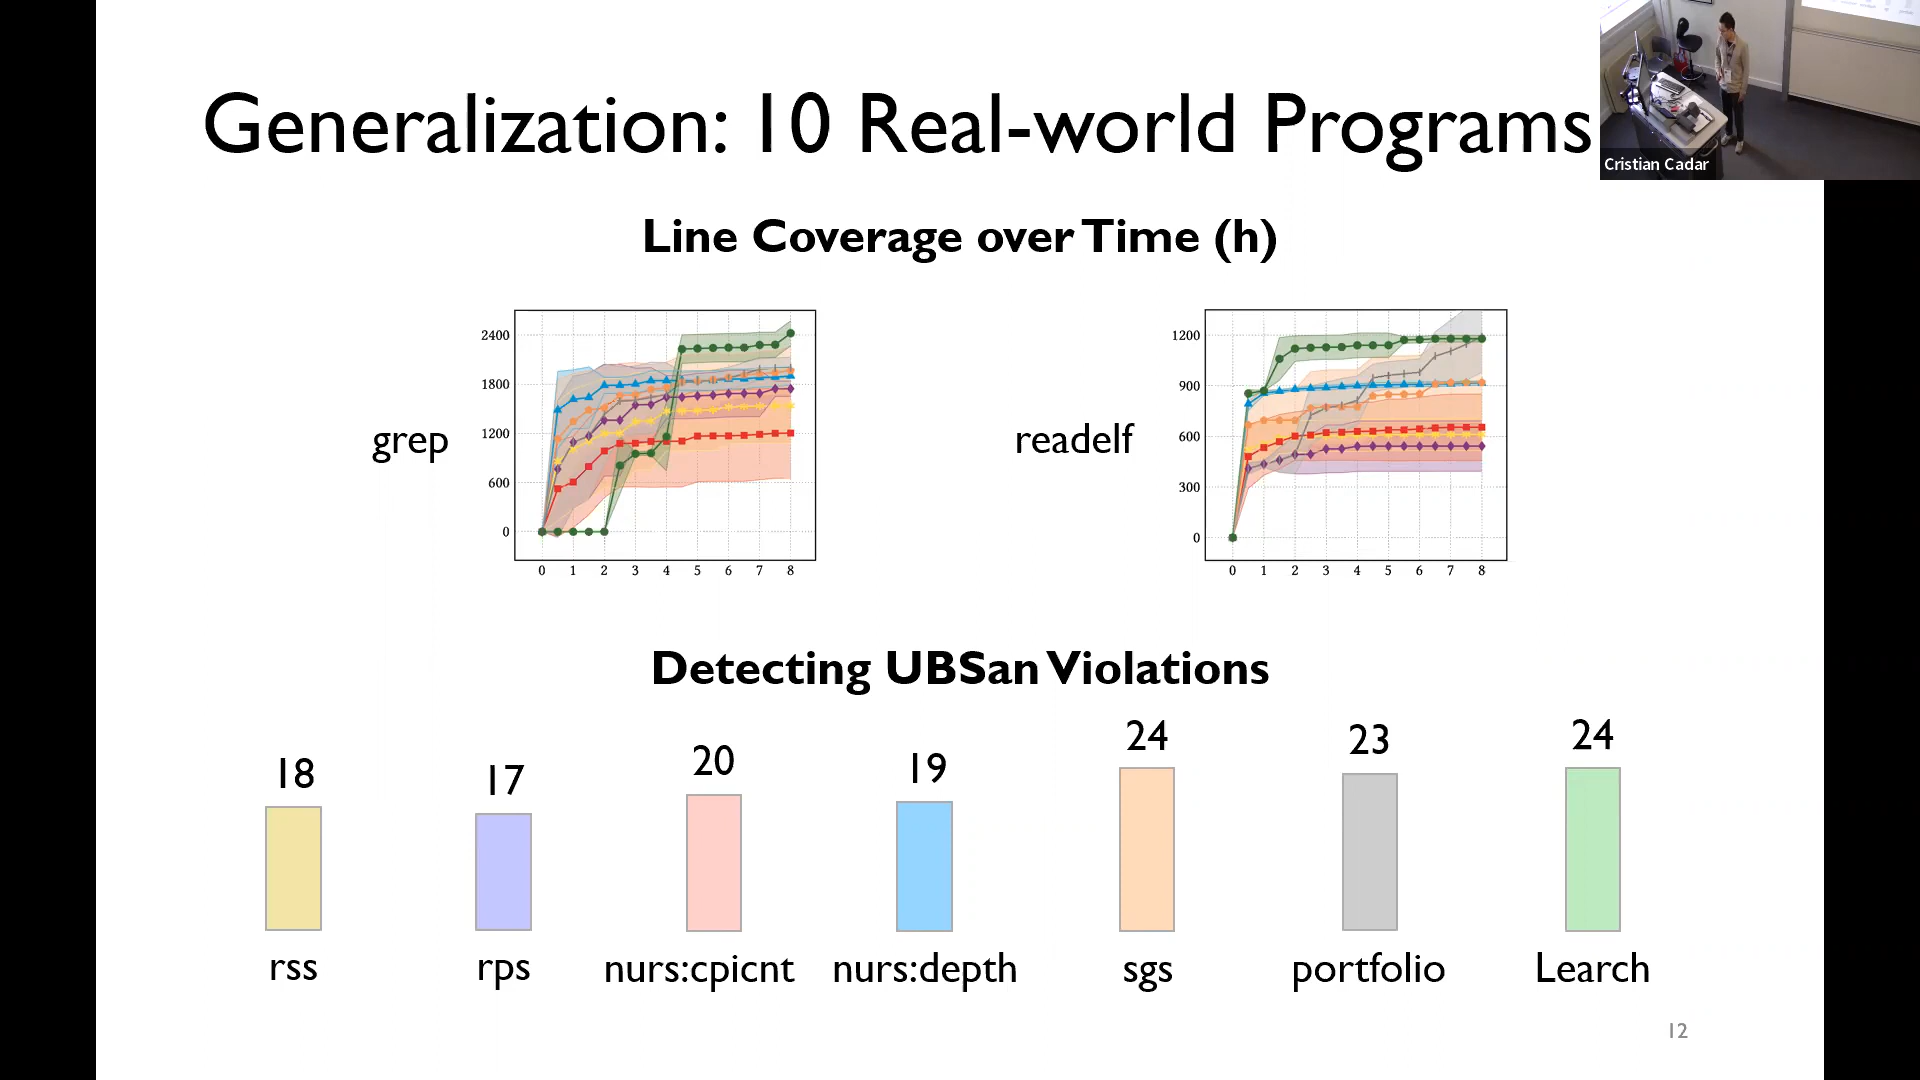 Generalization: 10 Real-world Programs
Cristian Cadar
Line Coverage over Time (h)
grep
2400
1800
1200
600
0
0 1 2 3 4 5 6 7 8
readelf
1200
900
600
300
0
0 1 2 3 4 5 6 7 8
Detecting UBSan Violations
18 17 20 19 24 23 24
rss rps nurs:cpicnt nurs:depth sgs portfolio Learch
12